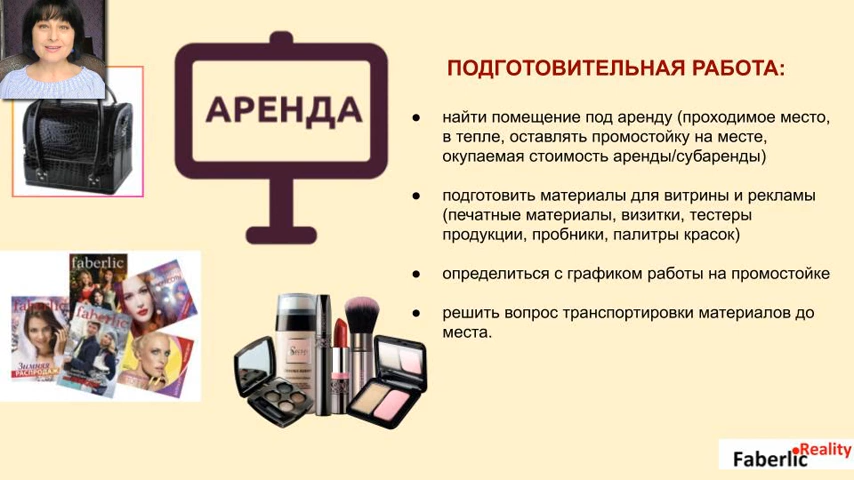 АРЕНДА
ПОДГОТОВИТЕЛЬНАЯ РАБОТА:
● найти помещение под аренду (проходимое место,
в тепле, оставлять промостойку на месте,
окупаемая стоимость аренды/субаренды)
● подготовить материалы для витрины и рекламы
(печатные материалы, визитки, тестеры
продукции, пробники, палитры красок)
● определиться с графиком работы на промостойке
● решить вопрос транспортировки материалов до
места.
faberlic
faberlic
faberlic
Зимняя
РАСПРОДАЖА
Faberlic
Reality